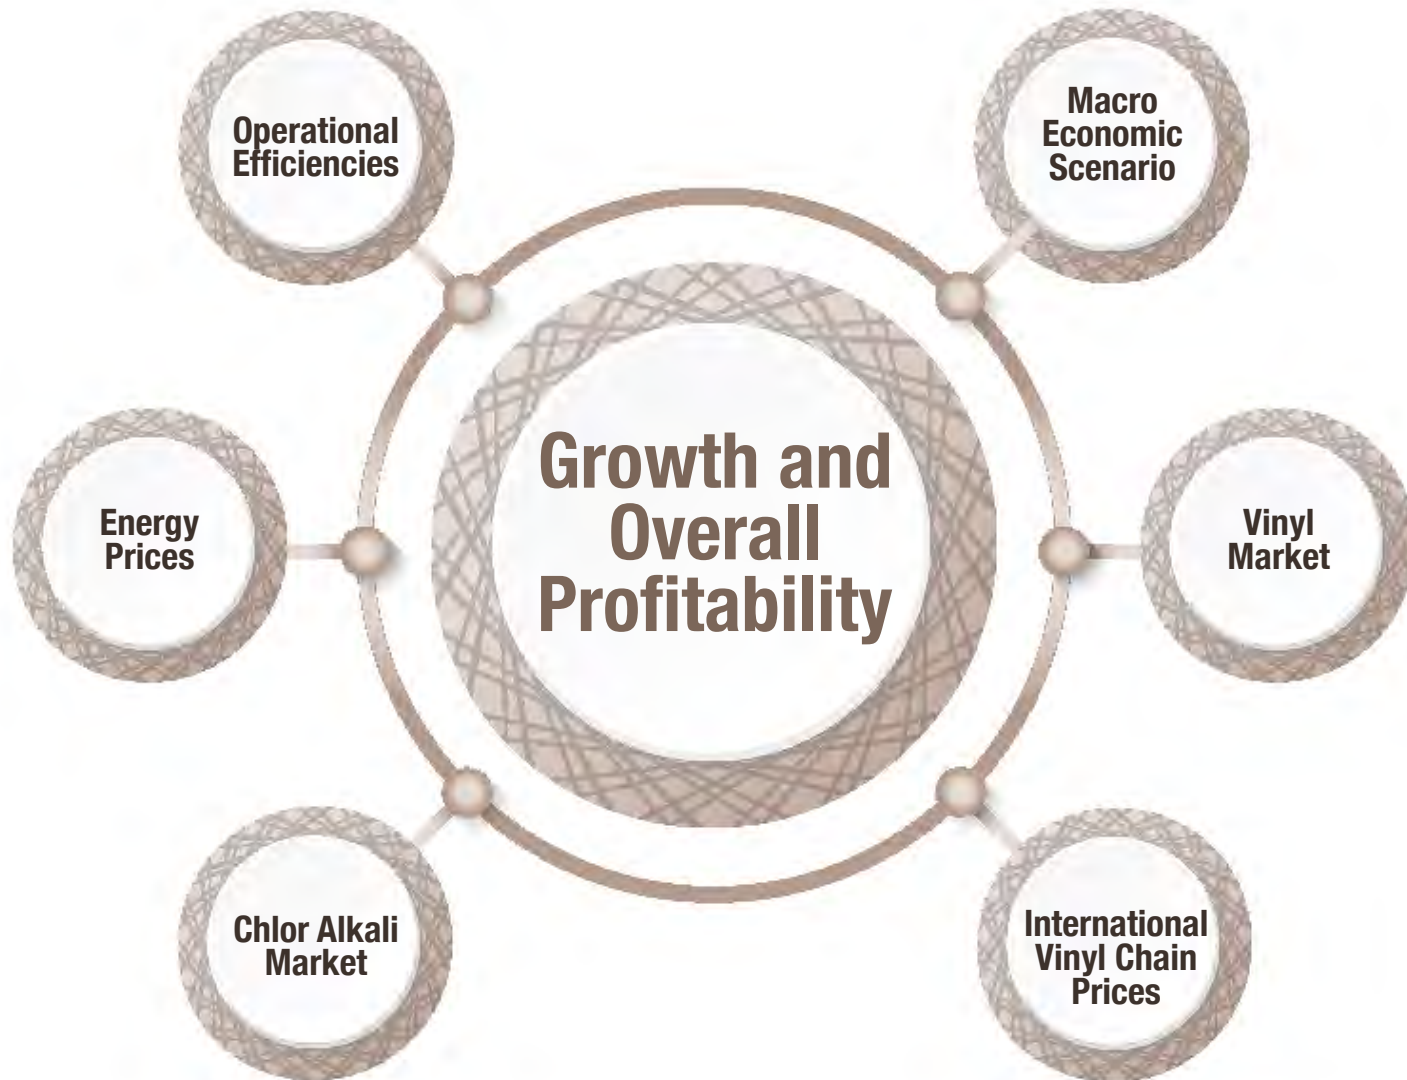 Operational
Efficiencies
Macro
Economic
Scenario
Growth and
Overall
Profitability
Energy
Prices
Vinyl
Market
Chlor Alkali
Market
International
Vinyl Chain
Prices